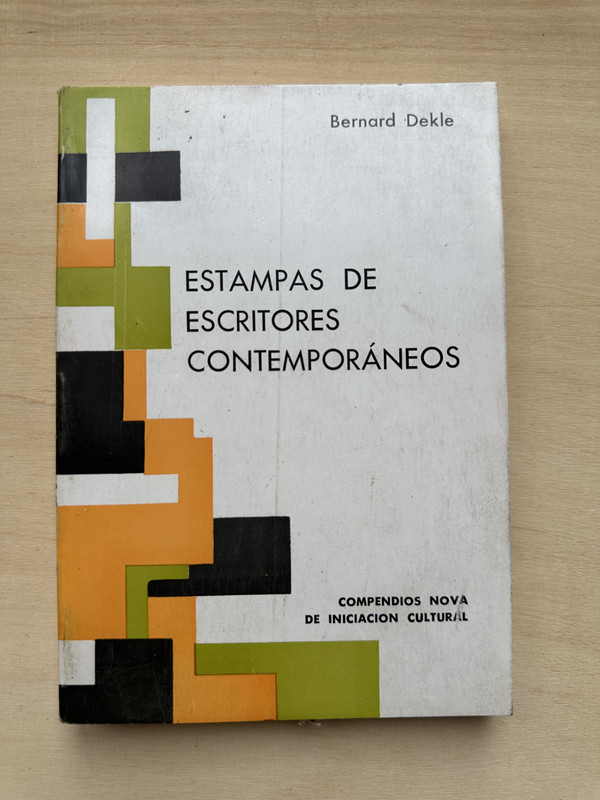 Bernard Dekle
ESTAMPAS DE
ESCRITORES
CONTEMPORÁNEOS
COMPENDIOS NOVA
DE INICIACION CULTURAL